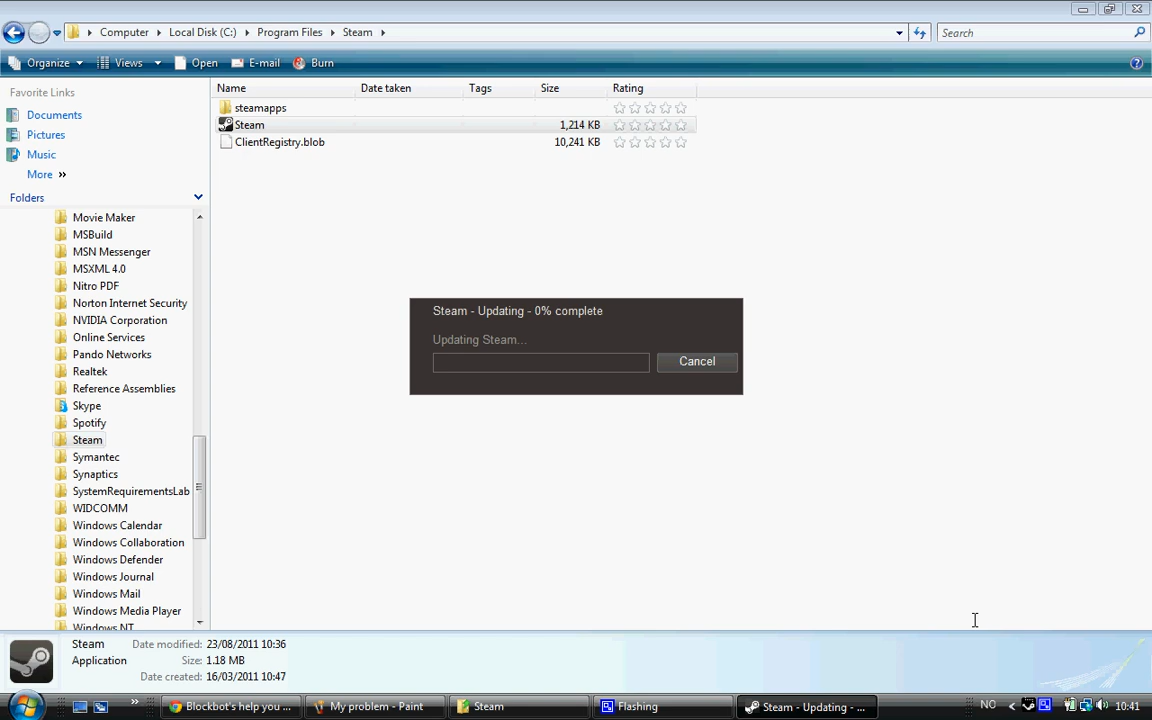 Computer Local Disk (C:) Program Files Steam
Search
Organize Views Open E-mail Burn
Favorite Links
Documents
Pictures
Music
More »
Folders
Movie Maker
MSBuild
MSN Messenger
MSXML 4.0
Nitro PDF
Norton Internet Security
NVIDIA Corporation
Online Services
Pando Networks
Realtek
Reference Assemblies
Skype
Spotify
Steam
Symantec
Synaptics
SystemRequirementsLab
WIDCOMM
Windows Calendar
Windows Collaboration
Windows Defender
Windows Journal
Windows Mail
Windows Media Player
Windows NT
Name Date taken Tags Size Rating
steamapps
Steam 1,214 KB
ClientRegistry.blob 10,241 KB
Steam - Updating - 0% complete
Updating Steam...
Cancel
Steam Date modified: 23/08/2011 10:36
Application Size: 1.18 MB
Date created: 16/03/2011 10:47
» Blockbot's help you ... My problem - Paint Steam Flashing Steam - Updating - ... NO 10:41